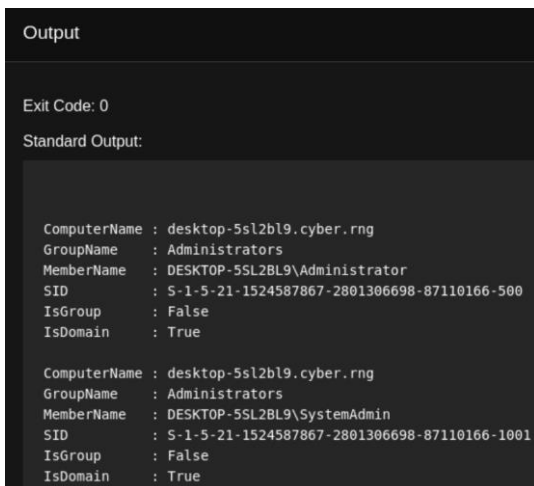 Output
Exit Code: 0
Standard Output:
ComputerName : desktop-5sl2bl9.cyber.rng
GroupName : Administrators
MemberName : DESKTOP-5SL2BL9\Administrator
SID : S-1-5-21-1524587867-2801306698-87110166-500
IsGroup : False
IsDomain : True
ComputerName : desktop-5sl2bl9.cyber.rng
GroupName : Administrators
MemberName : DESKTOP-5SL2BL9\SystemAdmin
SID : S-1-5-21-1524587867-2801306698-87110166-1001
IsGroup : False
IsDomain : True